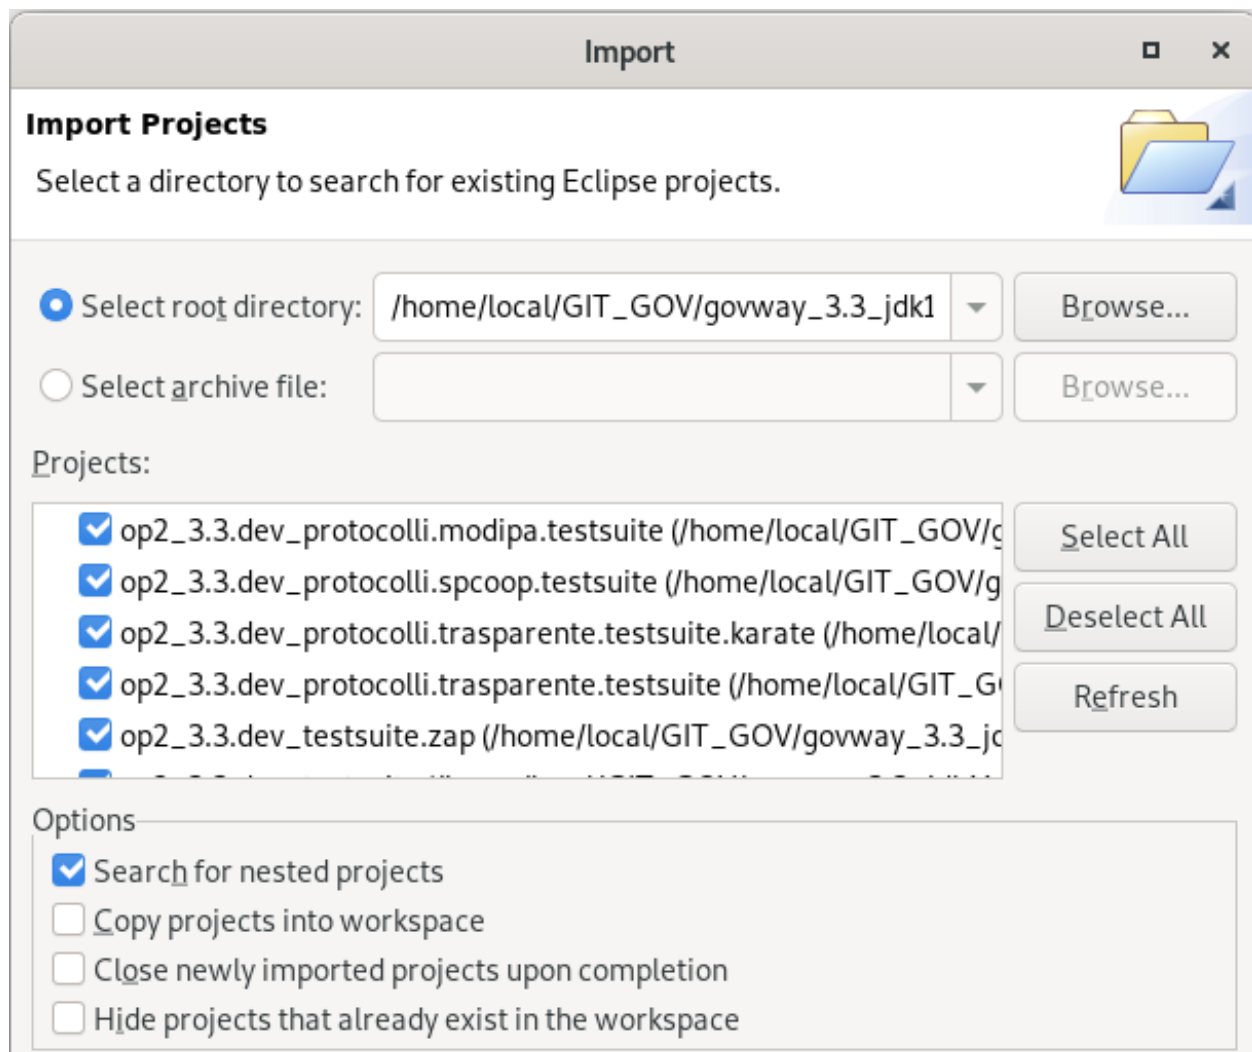 Import
Import Projects
Select a directory to search for existing Eclipse projects.
Select root directory: /home/local/GIT_GOV/govway_3.3_jdk1 Browse...
Select archive file: Browse...
Projects:
op2_3.3.dev_protocolli.modipa.testsuite (/home/local/GIT_GOV/g
Select All
op2_3.3.dev_protocolli.spcoop.testsuite (/home/local/GIT_GOV/g
op2_3.3.dev_protocolli.trasparente.testsuite.karate (/home/local/
Deselect All
op2_3.3.dev_protocolli.trasparente.testsuite (/home/local/GIT_G
Refresh
op2_3.3.dev_testsuite.zap (/home/local/GIT_GOV/govway_3.3_jd
Options
Search for nested projects
Copy projects into workspace
Close newly imported projects upon completion
Hide projects that already exist in the workspace